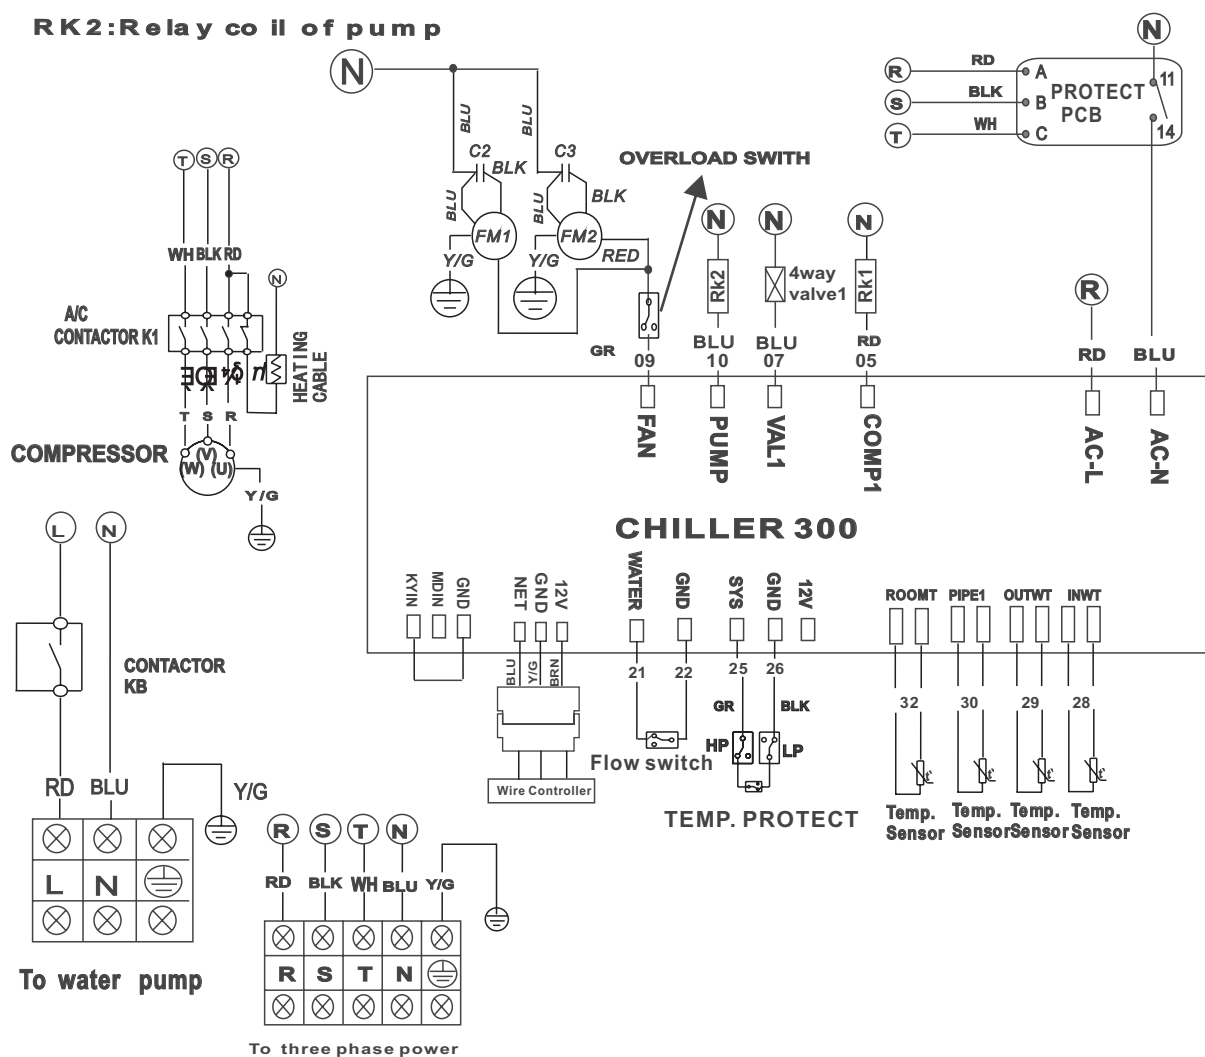 RK2:Relay coil of pump
N
N
R
RD
A
11
S
BLK
B
PROTECT
PCB
T
WH
C
14
BLU
BLU
C2
BLK
C3
BLK
OVERLOAD SWITH
BLU
BLU
FM1
FM2
Y/G
Y/G
RED
N
N
N
Rk2
4way
valve1
Rk1
R
T
S
R
WH
BLK
RD
N
A/C
CONTACTOR K1
HEATING
CABLE
T
S
R
COMPRESSOR
(V)
(W)
(U)
Y/G
GR
09
BLU
10
BLU
07
RD
05
RD
BLU
FAN
PUMP
VAL1
COMP1
AC-L
AC-N
CHILLER 300
L
N
CONTACTOR
KB
RD
BLU
Y/G
L
N
To water pump
KYIN
MDIN
GND
NET
GND
12V
WATER
GND
SYS
GND
12V
ROOMT
PIPE1
OUTWT
INWT
BLU
Y/G
BRN
21
22
25
26
32
30
29
28
GR
BLK
HP
LP
Flow switch
Wire Controller
TEMP. PROTECT
t°
t°
t°
t°
Temp.
Sensor
Temp.
Sensor
Temp.
Sensor
Temp.
Sensor
R
S
T
N
RD
BLK
WH
BLU
Y/G
R
S
T
N
To three phase power